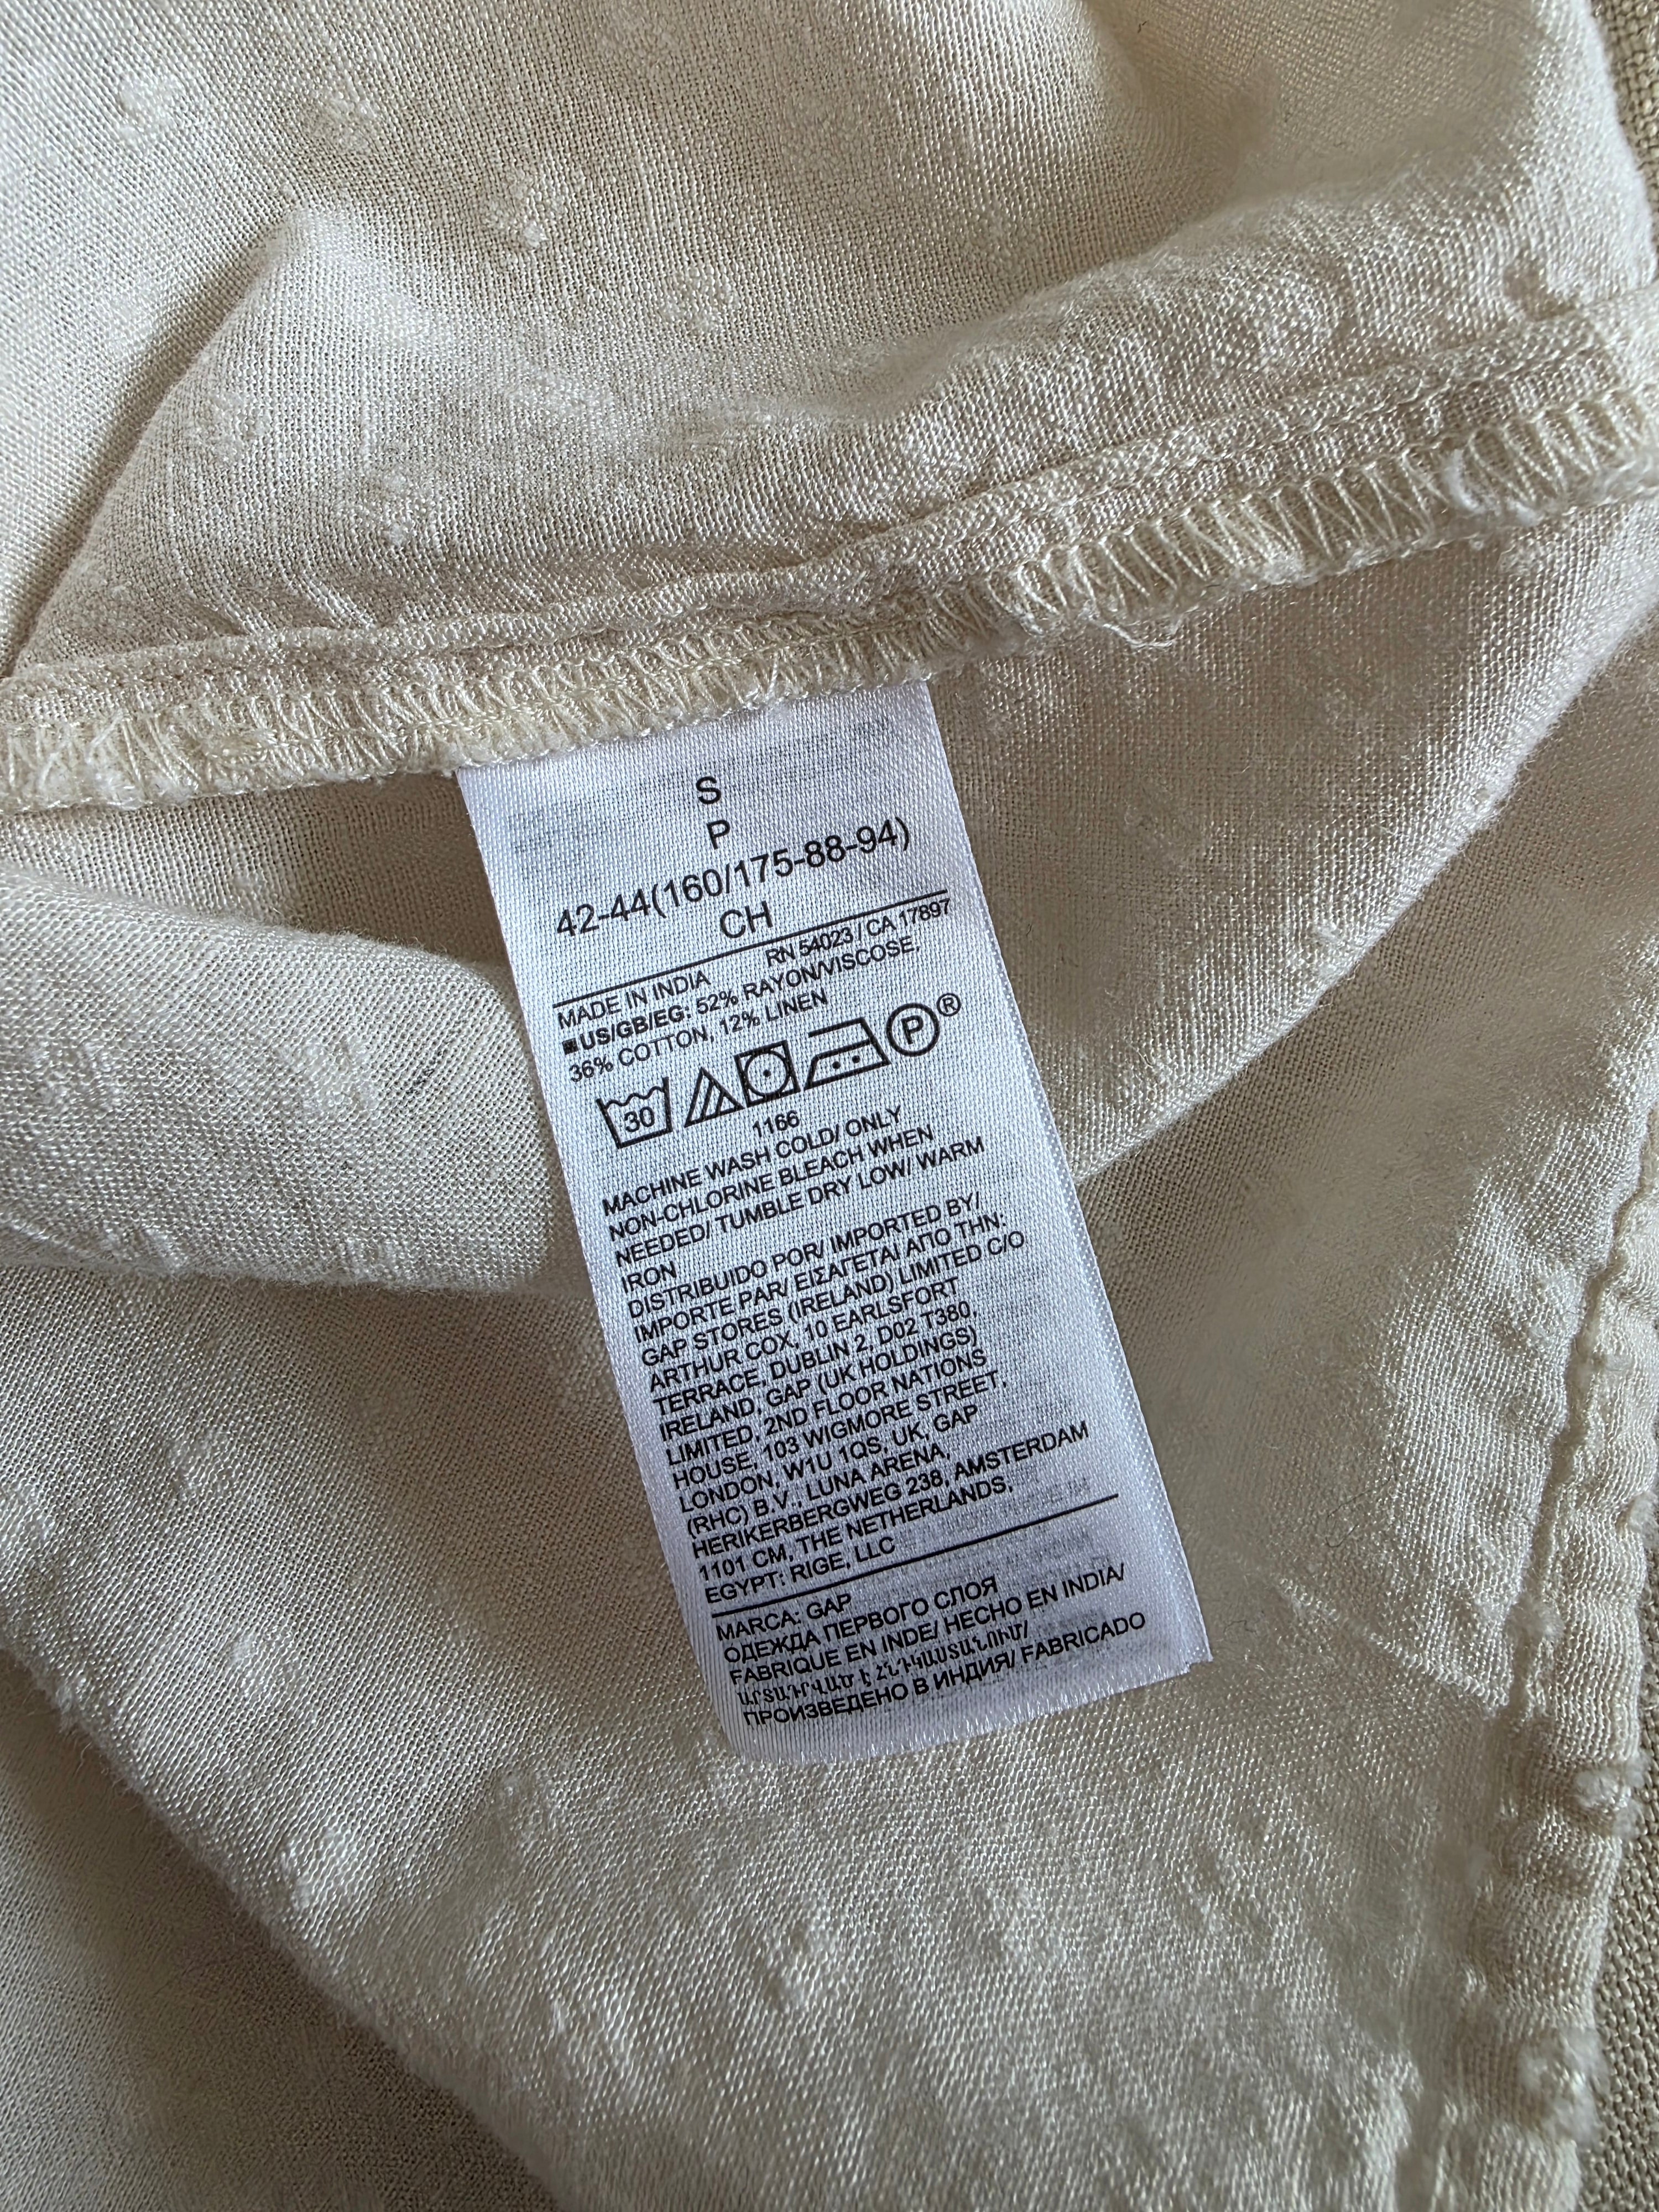 S
P
42-44(160/175-88-94)
CH
MADE IN INDIA RN 54023 / CA 17897
■US/GB/EG: 52% RAYON/VISCOSE,
36% COTTON, 12% LINEN
30 P®
1166
MACHINE WASH COLD/ ONLY
NON-CHLORINE BLEACH WHEN
NEEDED/ TUMBLE DRY LOW/ WARM
IRON
DISTRIBUIDO POR/ IMPORTED BY/
IMPORTE PAR/ ΕΙΣΑΓΕΤΑΙ ΑΠΟ ΤΗΝ:
GAP STORES (IRELAND) LIMITED C/O
ARTHUR COX, 10 EARLSFORT
TERRACE, DUBLIN 2, D02 T380,
IRELAND, GAP (UK HOLDINGS)
LIMITED, 2ND FLOOR NATIONS
HOUSE, 103 WIGMORE STREET,
LONDON, W1U 1QS, UK, GAP
(RHC) B.V., LUNA ARENA,
HERIKERBERGWEG 238, AMSTERDAM
1101 CM, THE NETHERLANDS,
EGYPT: RIGE, LLC
MARCA: GAP
ОДЕЖДА ПЕРВОГО СЛОЯ
FABRIQUE EN INDE/ HECHO EN INDIA/
ԱՐՏԱԴՐՎԱԾ Է ՀՆԴԿԱՍՏԱՆՈՒՄ/
ПРОИЗВЕДЕНО В ИНДИЯ/ FABRICADO